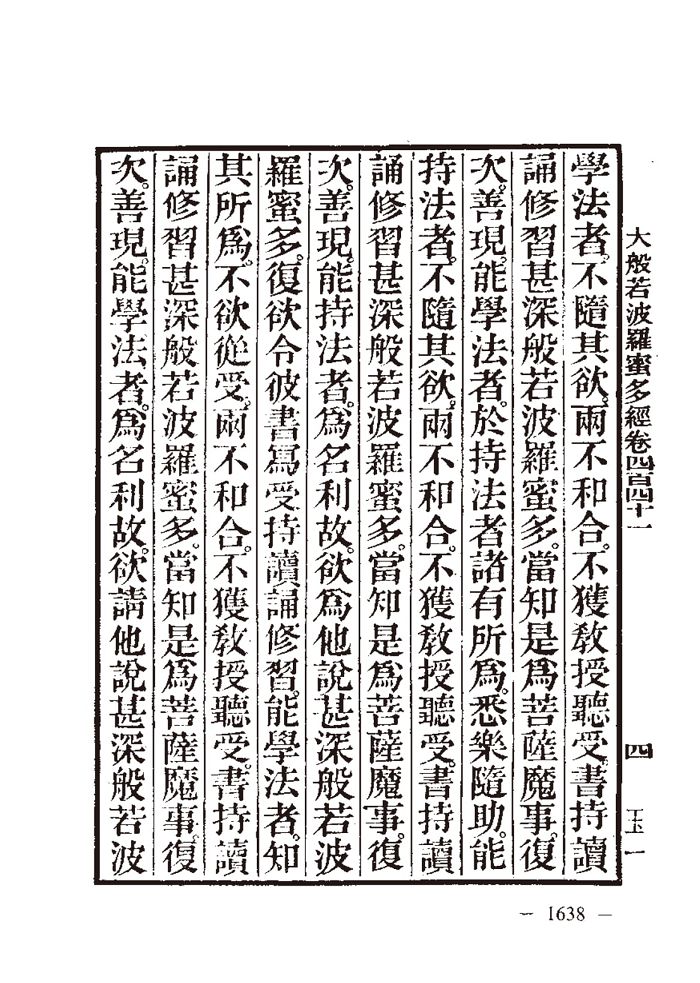 大般若波羅蜜多經卷四百四十一
四
玉一
學法者。不隨其欲。兩不和合。不獲敎授聽受。書持讀
誦修習甚深般若波羅蜜多。當知是爲菩薩魔事。復
次。善現。能學法者。於持法者諸有所爲。悉樂隨助。能
持法者。不隨其欲。兩不和合。不獲敎授聽受。書持讀
誦修習甚深般若波羅蜜多。當知是爲菩薩魔事。復
次。善現。能持法者。爲名利故。欲爲他說甚深般若波
羅蜜多。復欲令彼書寫受持讀誦修習。能學法者。知
其所爲。不欲從受。兩不和合。不獲敎授聽受。書持讀
誦修習甚深般若波羅蜜多。當知是爲菩薩魔事。復
次。善現。能學法者。爲名利故。欲請他說甚深般若波
— 1638 —